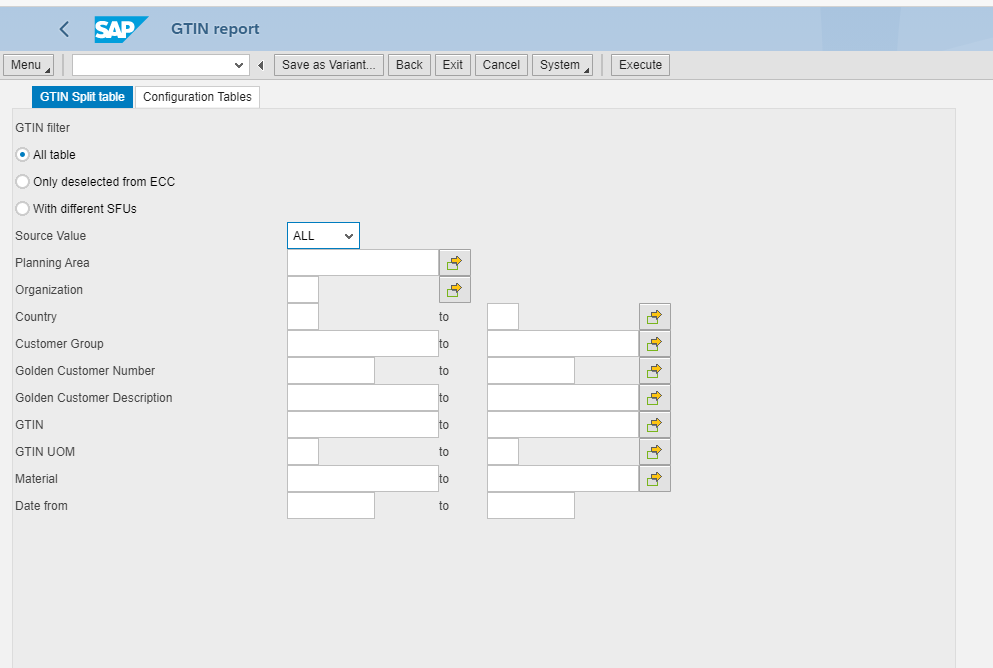 SAP GTIN report
Menu Save as Variant... Back Exit Cancel System Execute
GTIN Split table Configuration Tables
GTIN filter
All table
Only deselected from ECC
With different SFUs
Source Value ALL
Planning Area
Organization
Country to
Customer Group to
Golden Customer Number to
Golden Customer Description to
GTIN to
GTIN UOM to
Material to
Date from to